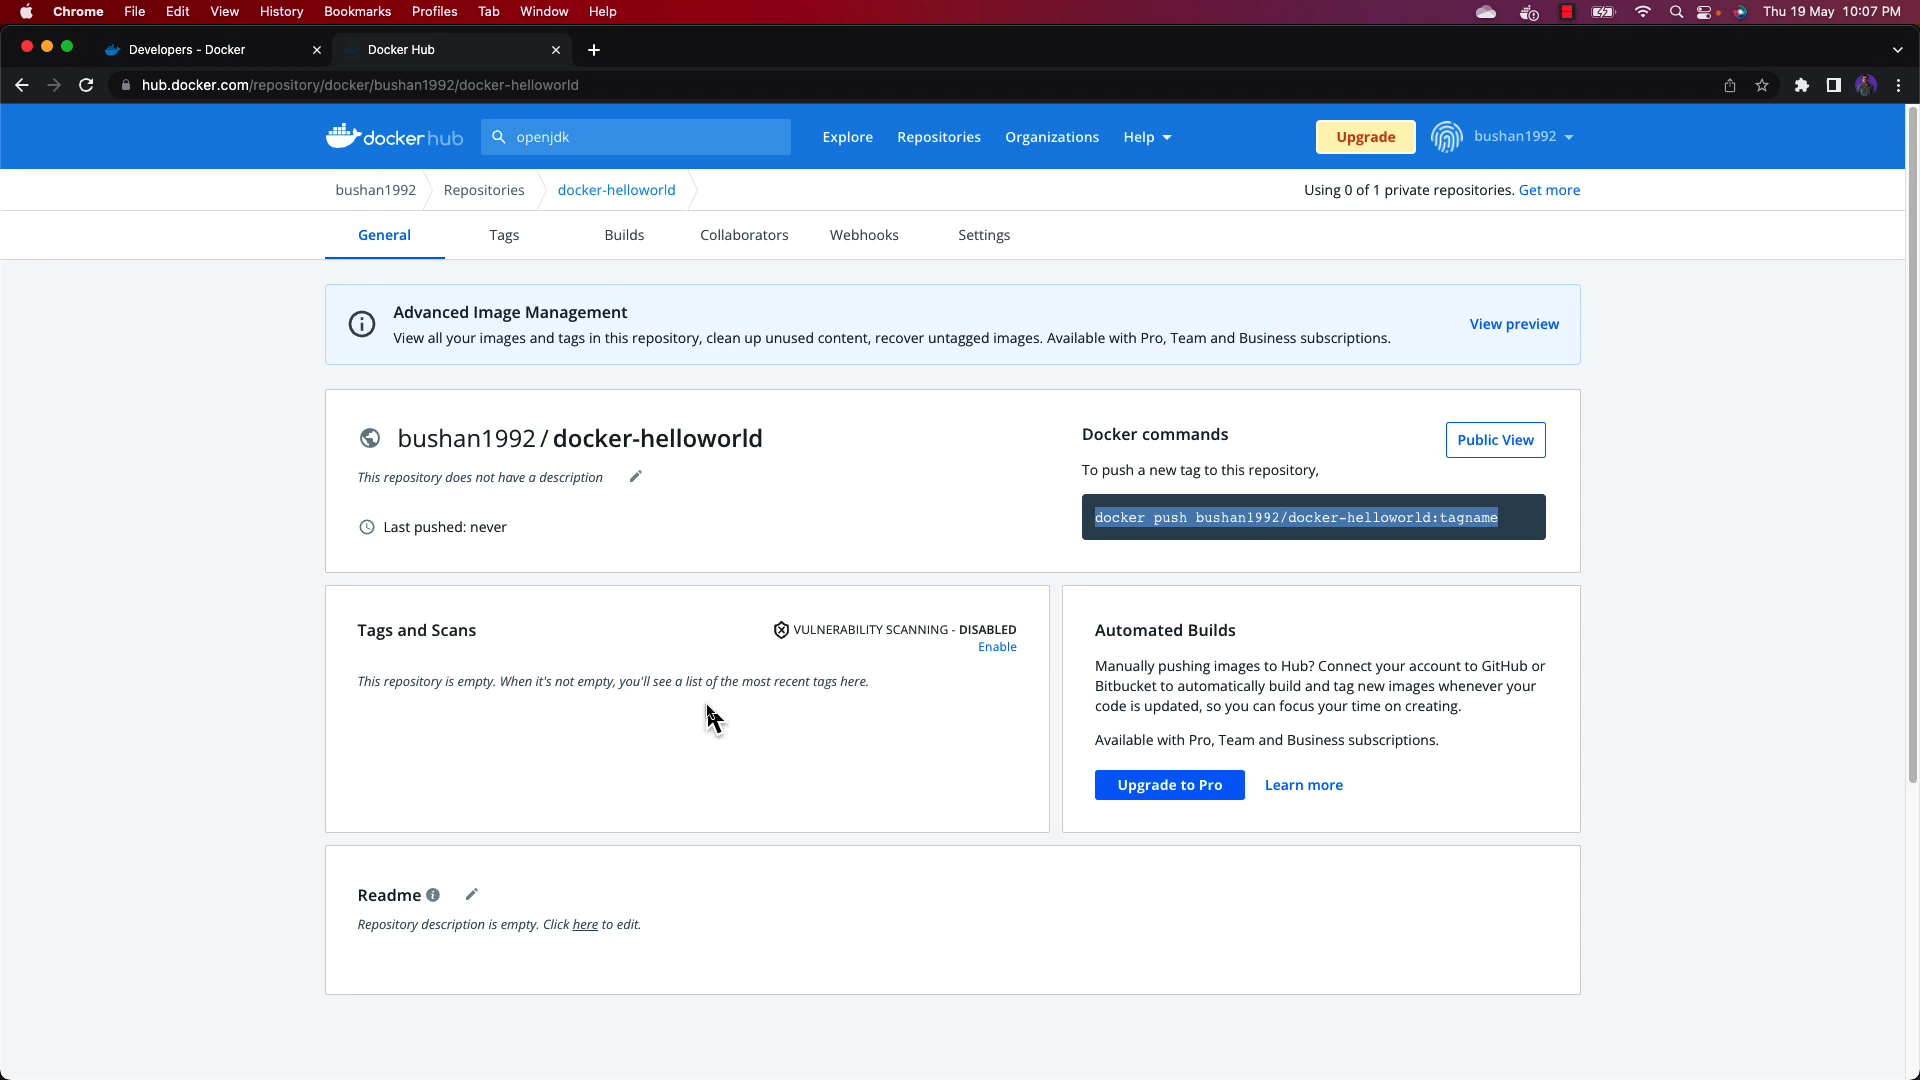 Chrome File Edit View History Bookmarks Profiles Tab Window Help Thu 19 May 10:07 PM
Developers - Docker Docker Hub
hub.docker.com/repository/docker/bushan1992/docker-helloworld
dockerhub openjdk Explore Repositories Organizations Help Upgrade bushan1992
bushan1992 Repositories docker-helloworld Using 0 of 1 private repositories. Get more
General Tags Builds Collaborators Webhooks Settings
Advanced Image Management
View all your images and tags in this repository, clean up unused content, recover untagged images. Available with Pro, Team and Business subscriptions.
View preview
bushan1992 / docker-helloworld
This repository does not have a description
Last pushed: never
Docker commands
Public View
To push a new tag to this repository,
docker push bushan1992/docker-helloworld:tagname
Tags and Scans
VULNERABILITY SCANNING - DISABLED
Enable
This repository is empty. When it's not empty, you'll see a list of the most recent tags here.
Automated Builds
Manually pushing images to Hub? Connect your account to GitHub or
Bitbucket to automatically build and tag new images whenever your
code is updated, so you can focus your time on creating.
Available with Pro, Team and Business subscriptions.
Upgrade to Pro Learn more
Readme
Repository description is empty. Click here to edit.